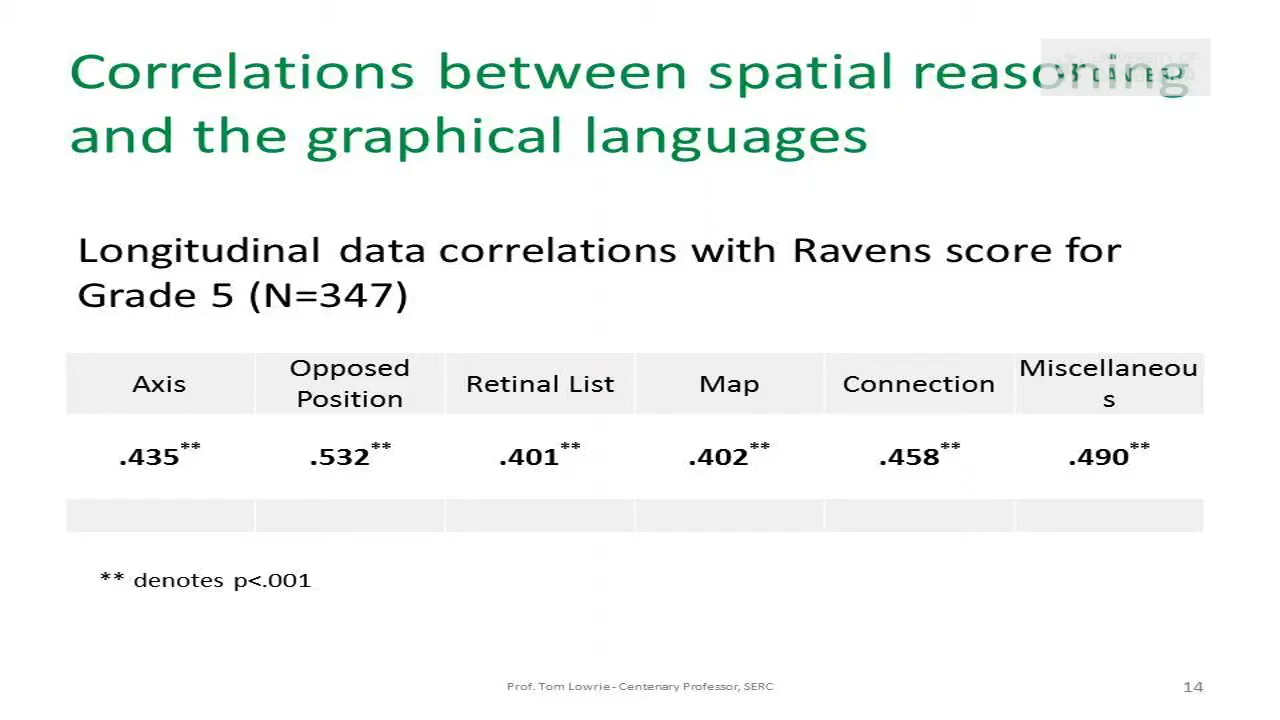 Correlations between spatial reasoning
and the graphical languages
Longitudinal data correlations with Ravens score for
Grade 5 (N=347)
Axis
Opposed
Position
Retinal List
Map
Connection
Miscellaneou
s
.435**
.532**
.401**
.402**
.458**
.490**
** denotes p<.001
Prof. Tom Lowrie - Centenary Professor, SERC
14